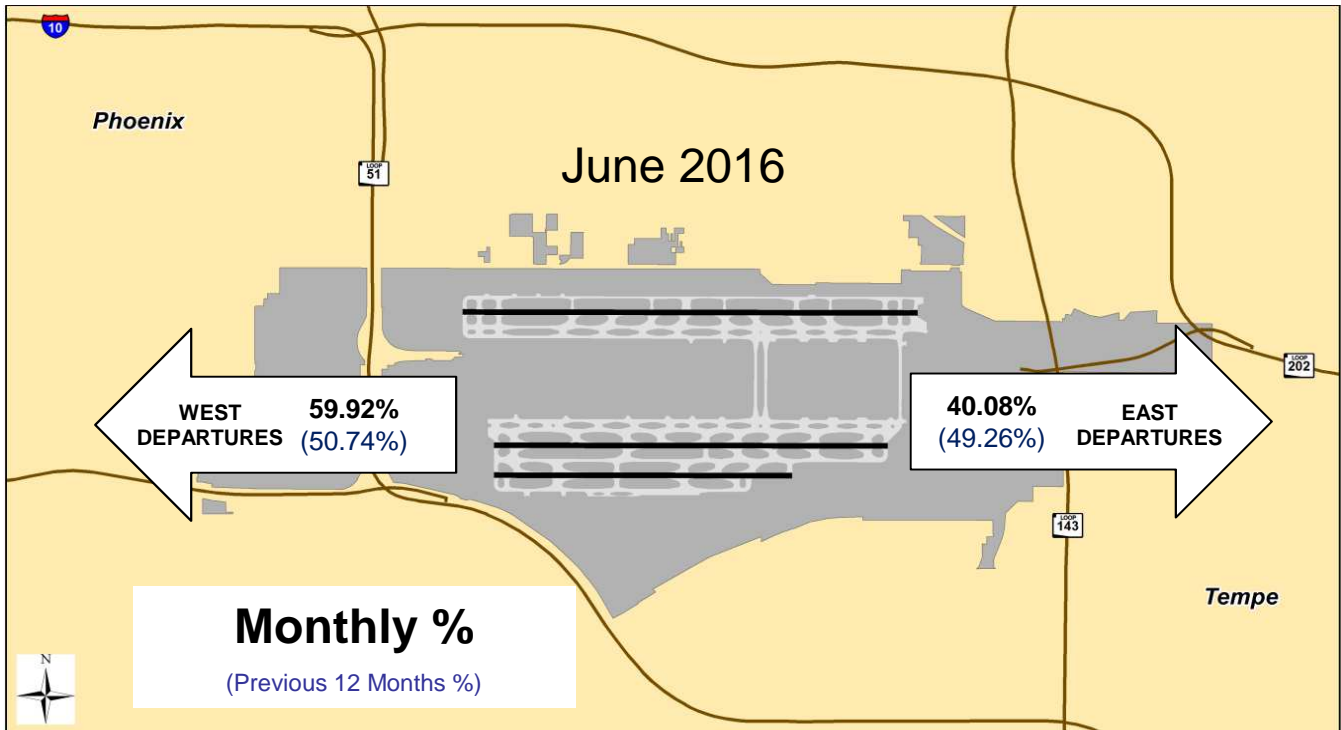 10
Phoenix
LOOP
51
June 2016
WEST
DEPARTURES
59.92%
(50.74%)
40.08%
(49.26%)
EAST
DEPARTURES
LOOP
202
LOOP
143
Tempe
Monthly %
(Previous 12 Months %)
N